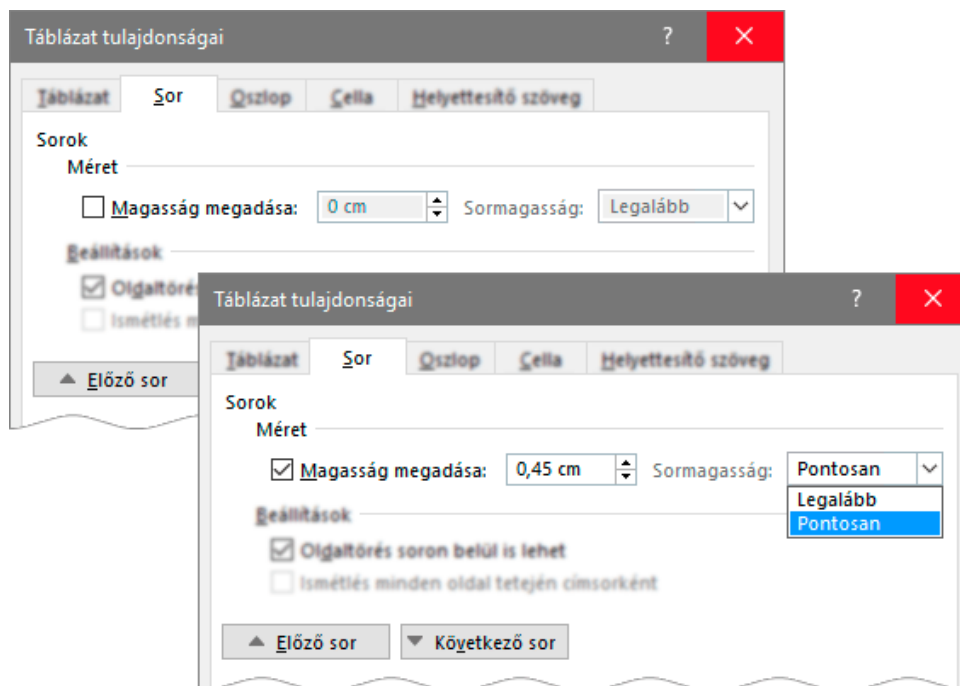 Táblázat tulajdonságai ?
Táblázat Sor Oszlop Cella Helyettesítő szöveg
Sorok
Méret
Magasság megadása: 0 cm Sormagasság: Legalább
Beállítások
Oldaltöré
Ismétlés m
Előző sor
Táblázat tulajdonságai ?
Táblázat Sor Oszlop Cella Helyettesítő szöveg
Sorok
Méret
Magasság megadása: 0,45 cm Sormagasság: Pontosan
Legalább
Pontosan
Beállítások
Oldaltörés soron belül is lehet
Ismétlés minden oldal tetején címsorként
Előző sor Következő sor